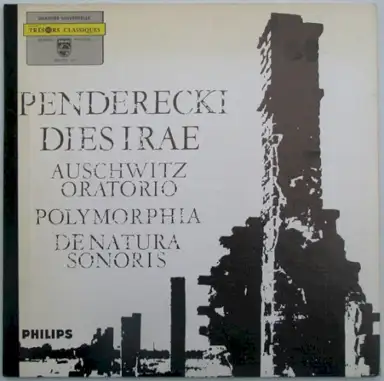 TRÉSORS CLASSIQUES
PENDERECKI
DIES IRAE
AUSCHWITZ
ORATORIO
POLYMORPHIA
DE NATURA
SONORIS
PHILIPS